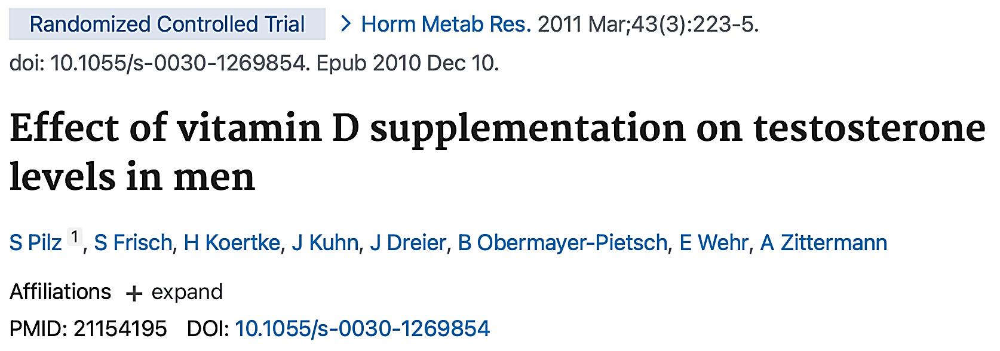 Randomized Controlled Trial > Horm Metab Res. 2011 Mar;43(3):223-5.
doi: 10.1055/s-0030-1269854. Epub 2010 Dec 10.
Effect of vitamin D supplementation on testosterone
levels in men
S Pilz 1, S Frisch, H Koertke, J Kuhn, J Dreier, B Obermayer-Pietsch, E Wehr, A Zittermann
Affiliations + expand
PMID: 21154195 DOI: 10.1055/s-0030-1269854